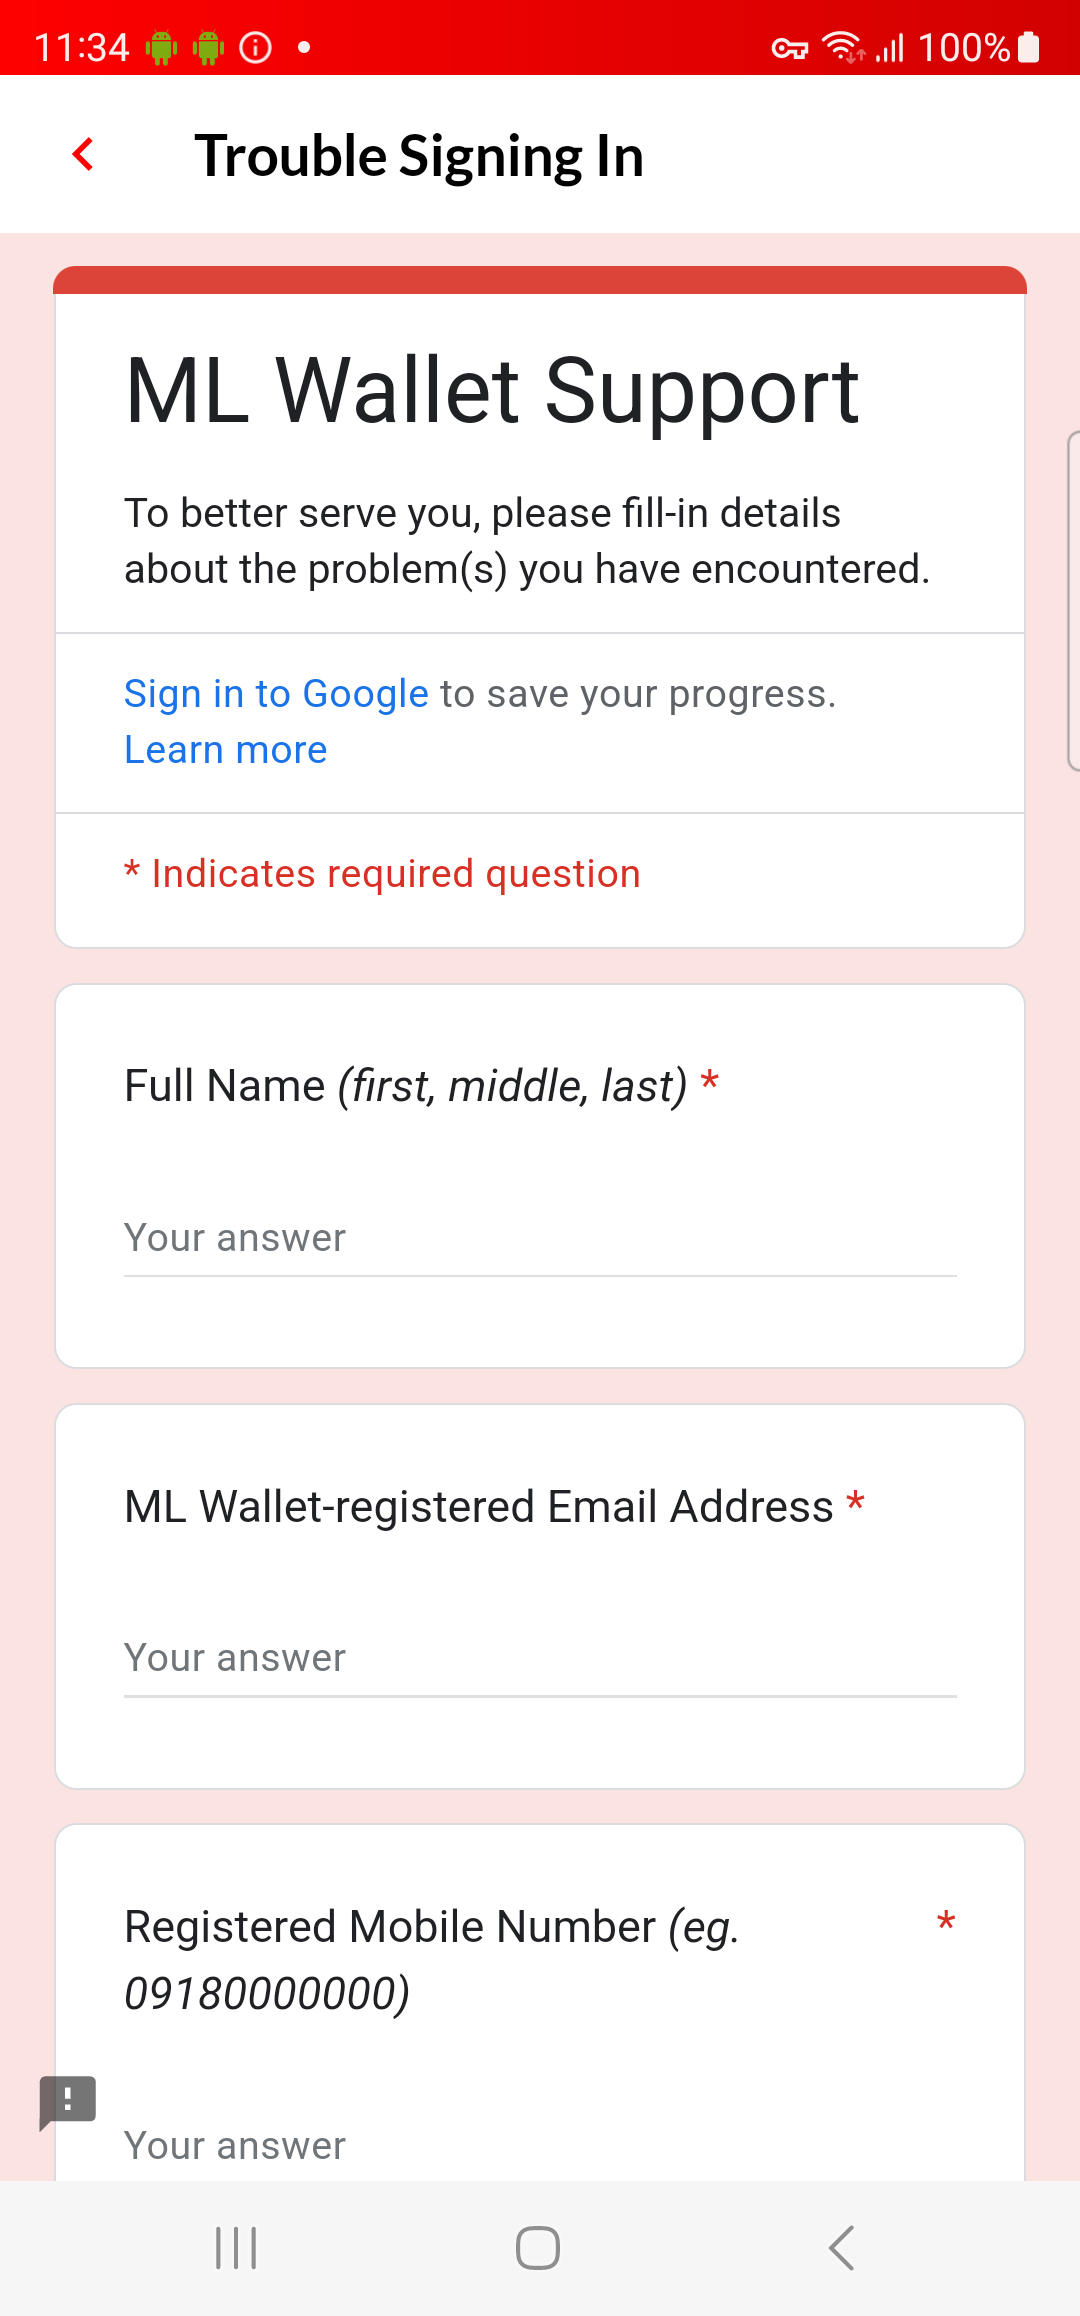 11:34
100%
Trouble Signing In
ML Wallet Support
To better serve you, please fill-in details
about the problem(s) you have encountered.
Sign in to Google to save your progress.
Learn more
* Indicates required question
Full Name (first, middle, last) *
Your answer
ML Wallet-registered Email Address *
Your answer
Registered Mobile Number (eg. *
09180000000)
Your answer